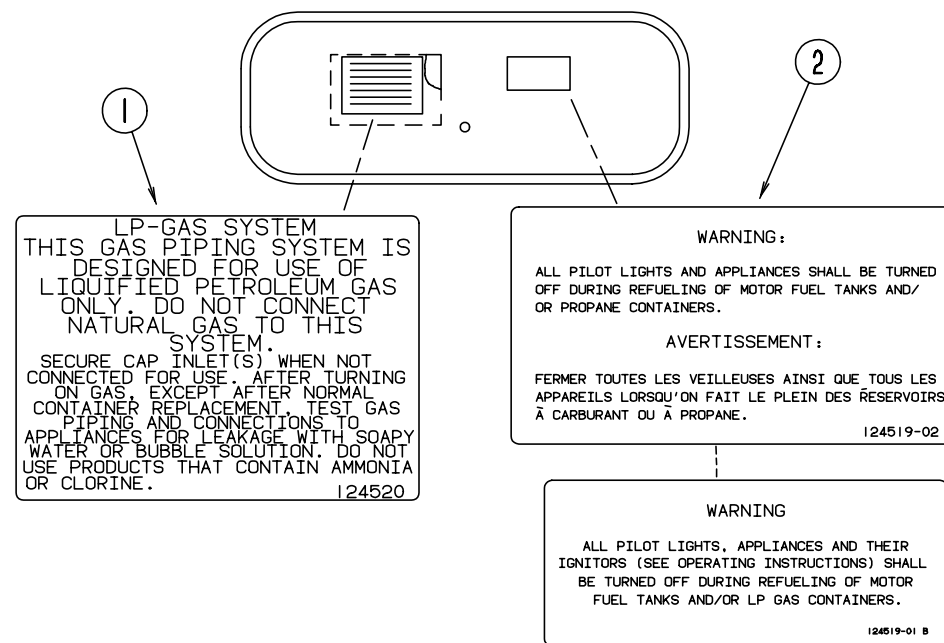 1
2
LP-GAS SYSTEM
THIS GAS PIPING SYSTEM IS
DESIGNED FOR USE OF
LIQUIFIED PETROLEUM GAS
ONLY. DO NOT CONNECT
NATURAL GAS TO THIS
SYSTEM.
SECURE CAP INLET(S) WHEN NOT
CONNECTED FOR USE. AFTER TURNING
ON GAS, EXCEPT AFTER NORMAL
CONTAINER REPLACEMENT, TEST GAS
PIPING AND CONNECTIONS TO
APPLIANCES FOR LEAKAGE WITH SOAPY
WATER OR BUBBLE SOLUTION. DO NOT
USE PRODUCTS THAT CONTAIN AMMONIA
OR CLORINE.
124520
WARNING:
ALL PILOT LIGHTS AND APPLIANCES SHALL BE TURNED
OFF DURING REFUELING OF MOTOR FUEL TANKS AND/
OR PROPANE CONTAINERS.
AVERTISSEMENT:
FERMER TOUTES LES VEILLEUSES AINSI QUE TOUS LES
APPAREILS LORSQU'ON FAIT LE PLEIN DES ŔESERVOIRS
À CARBURANT OU À PROPANE.
124519-02
WARNING
ALL PILOT LIGHTS, APPLIANCES AND THEIR
IGNITORS (SEE OPERATING INSTRUCTIONS) SHALL
BE TURNED OFF DURING REFUELING OF MOTOR
FUEL TANKS AND/OR LP GAS CONTAINERS.
124519-01 B